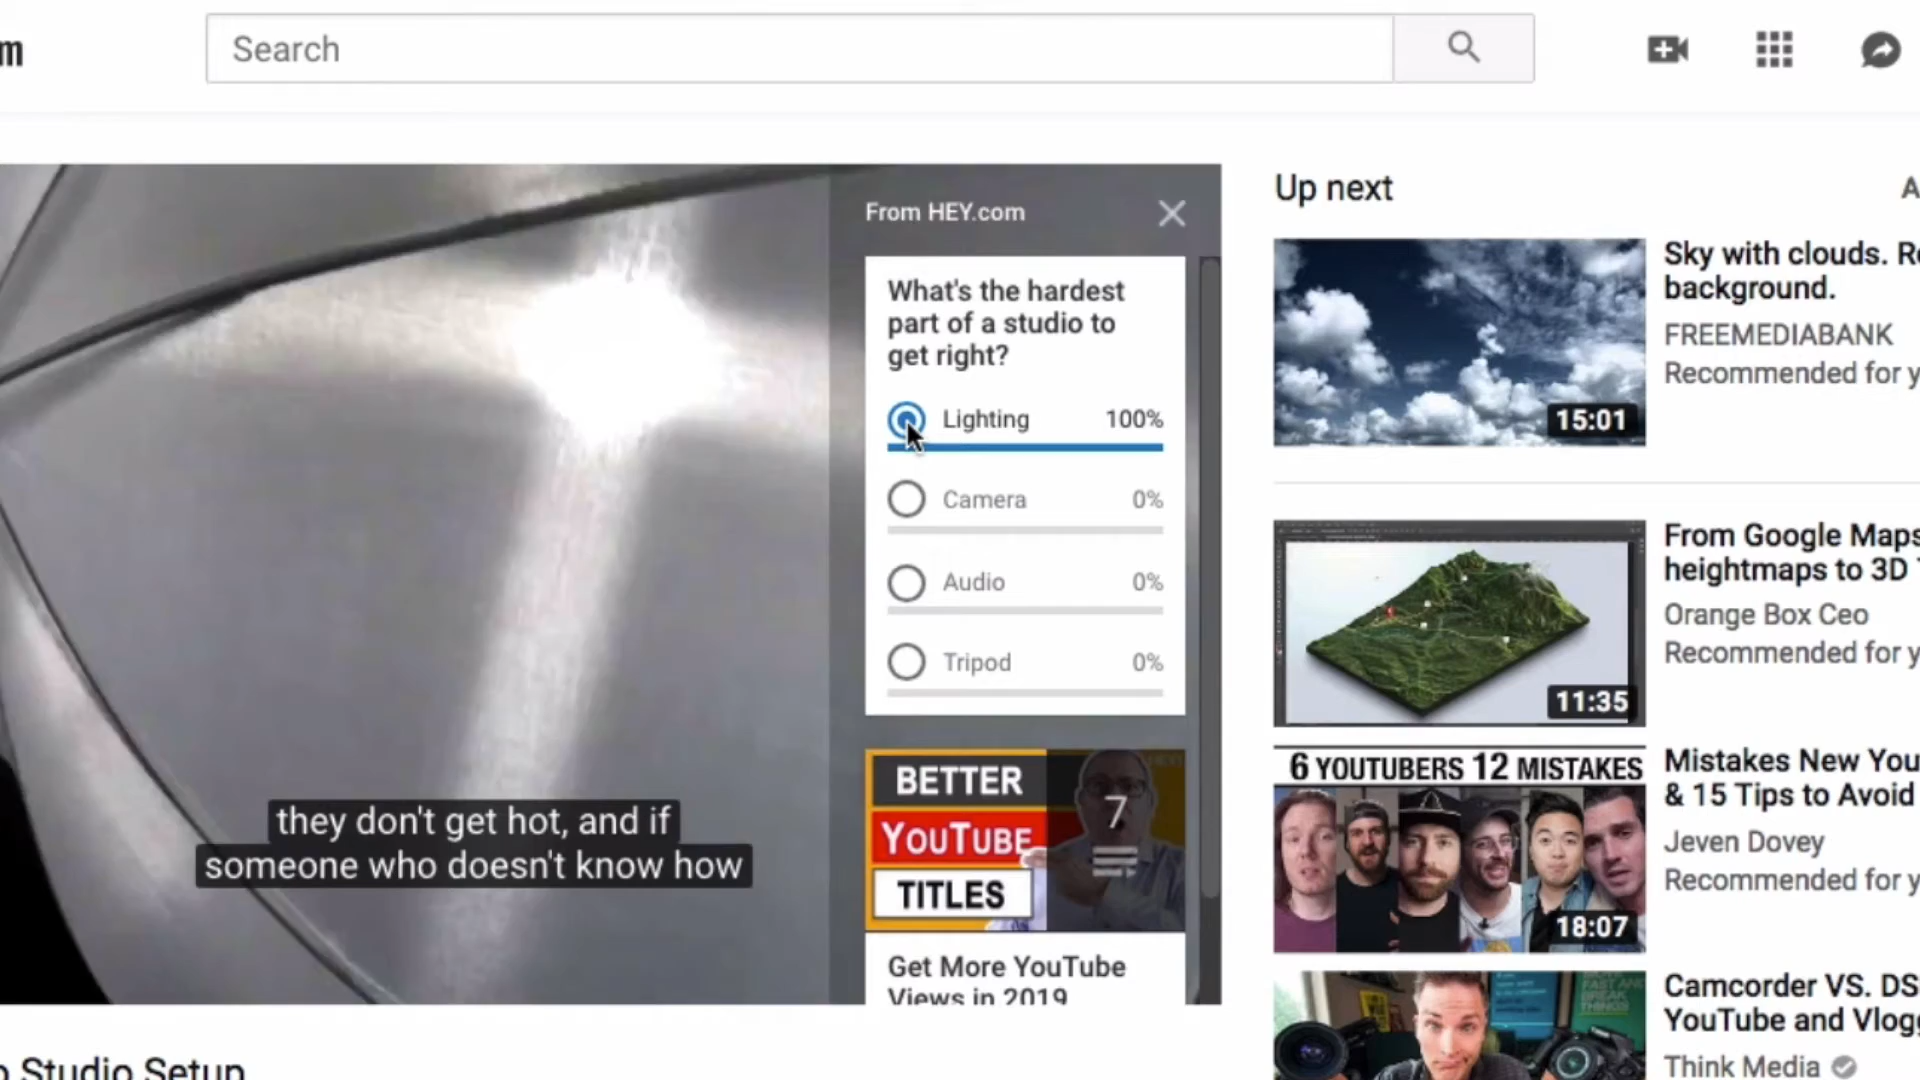 m
Search
From HEY.com
What's the hardest
part of a studio to
get right?
Lighting 100%
Camera 0%
Audio 0%
Tripod 0%
BETTER
YOUTUBE
TITLES
7
Get More YouTube
Views in 2019
they don't get hot, and if
someone who doesn't know how
Studio Setup
Up next
A
Sky with clouds. Re
background.
FREEMEDIABANK
Recommended for y
15:01
From Google Maps
heightmaps to 3D
Orange Box Ceo
Recommended for y
11:35
6 YOUTUBERS 12 MISTAKES
18:07
Mistakes New You
& 15 Tips to Avoid
Jeven Dovey
Recommended for y
Camcorder VS. DS
YouTube and Vlogg
Think Media